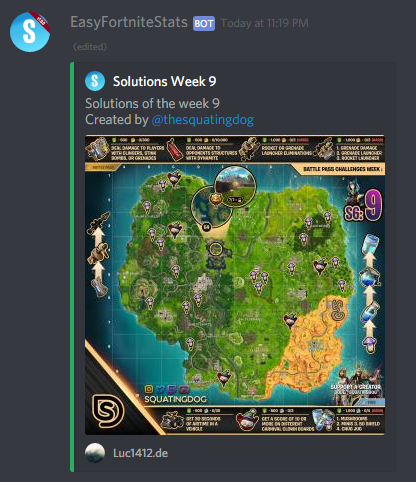 EasyFortniteStats BOT Today at 11:19 PM
(edited)
Solutions Week 9
Solutions of the week 9
Created by @thesquatingdog
DEAL DAMAGE TO PLAYERS
WITH CLINGERS, STINK
BOMBS, OR GRENADES
DEAL DAMAGE TO
OPPONENT'S STRUCTURES
WITH DYNAMITE
ROCKET OR GRENADE
LAUNCHER ELIMINATIONS
1. GRENADE DAMAGE
2. GRENADE LAUNCHER
3. ROCKET LAUNCHER
BATTLE PASS CHALLENGES WEEK :
S6: 9
SUPPORT A CREATOR
SQUATINGDOG
GET 30 SECONDS
OF AIRTIME IN A
VEHICLE
GET A SCORE OF 10
OR MORE ON DIFFERENT
CARNIVAL CLOWN BOARDS
1. MUSHROOMS
2. MINIS 3. BIG SHIELD
4. CHUG JUG
Luc1412.de